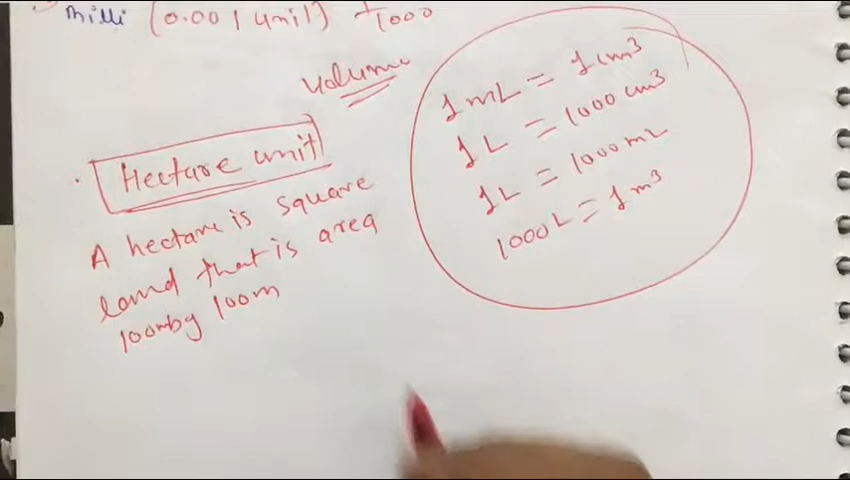 milli (0.001 unit) 1/1000
Volume
1 mL = 1 cm³
1 L = 1000 cm³
1 L = 1000 mL
1000 L = 1 m³
Hectare unit
A hectare is square
land that is area
100m by 100m